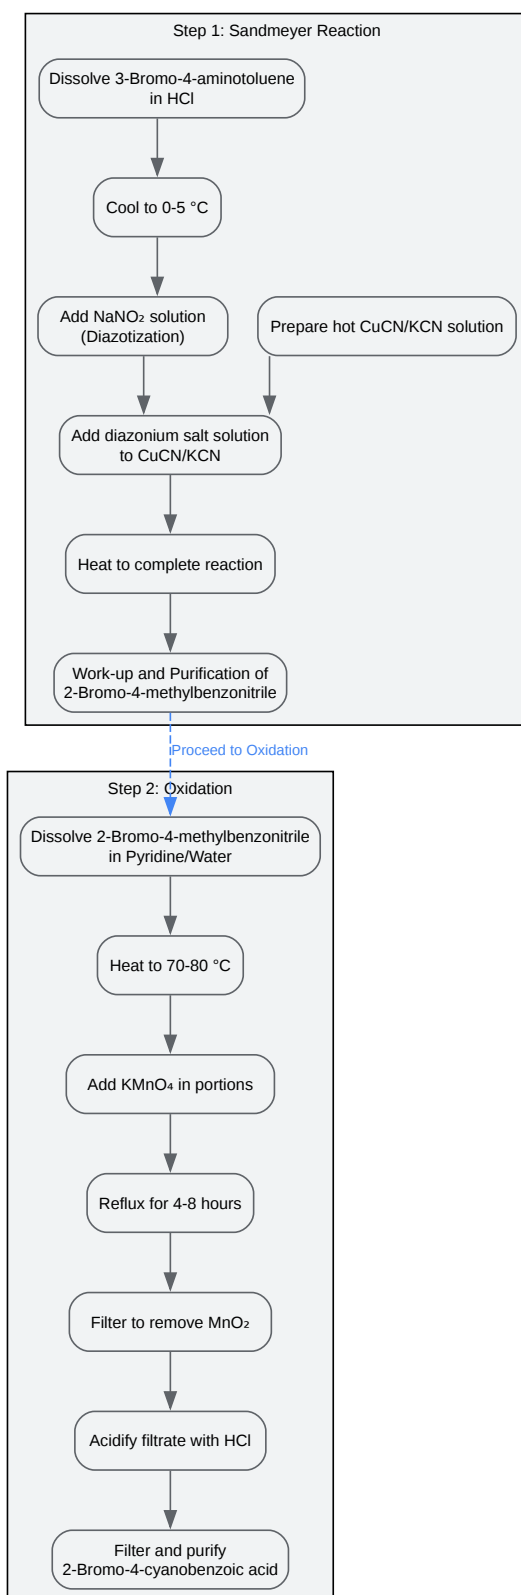 Step 1: Sandmeyer Reaction
Dissolve 3-Bromo-4-aminotoluene
in HCl
Cool to 0-5 °C
Add NaNO₂ solution
(Diazotization)
Prepare hot CuCN/KCN solution
Add diazonium salt solution
to CuCN/KCN
Heat to complete reaction
Work-up and Purification of
2-Bromo-4-methylbenzonitrile
Proceed to Oxidation
Step 2: Oxidation
Dissolve 2-Bromo-4-methylbenzonitrile
in Pyridine/Water
Heat to 70-80 °C
Add KMnO₄ in portions
Reflux for 4-8 hours
Filter to remove MnO₂
Acidify filtrate with HCl
Filter and purify
2-Bromo-4-cyanobenzoic acid